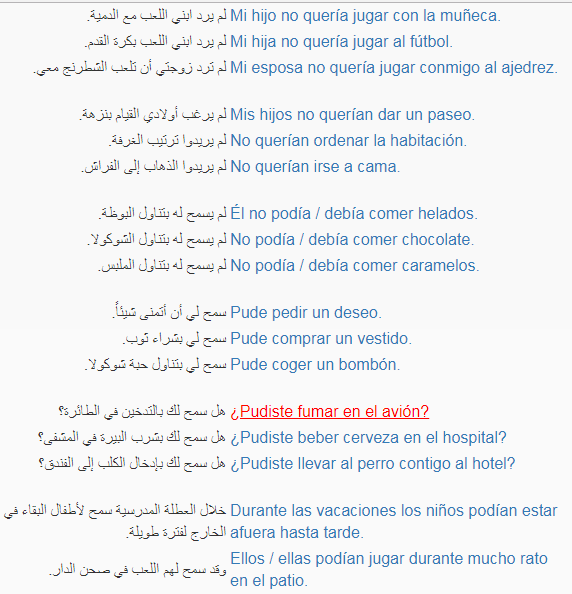 لم يرد ابني اللعب مع الدمية. Mi hijo no quería jugar con la muñeca.
لم يرد ابني اللعب بكرة القدم. Mi hija no quería jugar al fútbol.
لم ترد زوجتي أن تلعب الشطرنج معي. Mi esposa no quería jugar conmigo al ajedrez.
لم يرغب أولادي القيام بنزهة. Mis hijos no querían dar un paseo.
لم يريدوا ترتيب الغرفة. No querían ordenar la habitación.
لم يريدوا الذهاب إلى الفراش. No querían irse a cama.
لم يسمح له بتناول البوظة. Él no podía / debía comer helados.
لم يسمح له بتناول الشوكولا. No podía / debía comer chocolate.
لم يسمح له بتناول الملبس. No podía / debía comer caramelos.
سمح لي أن أتمنى شيئاً. Pude pedir un deseo.
سمح لي بشراء ثوب. Pude comprar un vestido.
سمح لي بتناول حبة شوكولا. Pude coger un bombón.
هل سمح لك بالتدخين في الطائرة؟ ¿Pudiste fumar en el avión?
هل سمح لك بشرب البيرة في المشفى؟ ¿Pudiste beber cerveza en el hospital?
هل سمح لك بإدخال الكلب إلى الفندق؟ ¿Pudiste llevar al perro contigo al hotel?
خلال العطلة المدرسية سمح لأطفال البقاء في Durante las vacaciones los niños podían estar
الخارج لفترة طويلة. afuera hasta tarde.
وقد سمح لهم اللعب في صحن الدار. Ellos / ellas podían jugar durante mucho rato
en el patio.